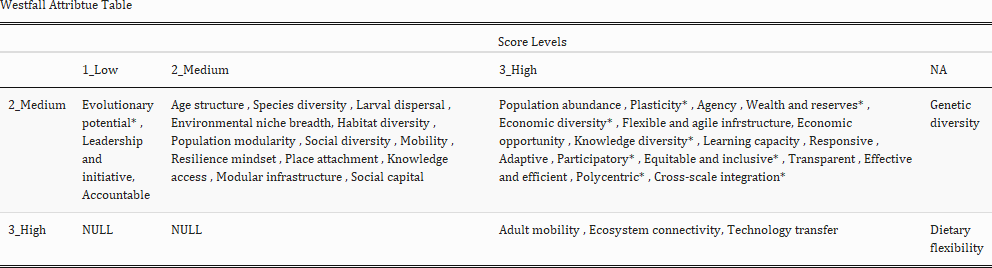 Westfall Attribtue Table
Score Levels
1_Low 2_Medium 3_High NA
2_Medium Evolutionary Age structure , Species diversity , Larval dispersal , Population abundance , Plasticity* , Agency , Wealth and reserves* , Genetic
potential* , Environmental niche breadth, Habitat diversity , Economic diversity* , Flexible and agile infrstructure, Economic diversity
Leadership Population modularity , Social diversity , Mobility , opportunity , Knowledge diversity* , Learning capacity , Responsive ,
and Resilience mindset , Place attachment , Knowledge Adaptive , Participatory* , Equitable and inclusive* , Transparent , Effective
initiative, access , Modular infrastructure , Social capital and efficient , Polycentric* , Cross-scale integration*
Accountable
3_High NULL NULL Adult mobility , Ecosystem connectivity, Technology transfer Dietary
flexibility